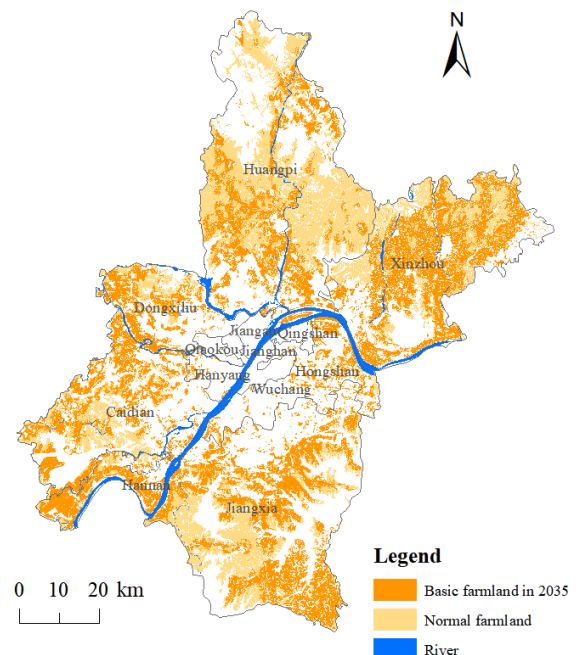 N
Huangpi
Xinzhou
Dongxihu
Jiangan
Qingshan
Qiaokou
Jianghan
Hanyang
Hongshan
Wuchang
Caidian
Hannan
Jiangxia
Legend
Basic farmland in 2035
0 10 20 km
Normal farmland
River